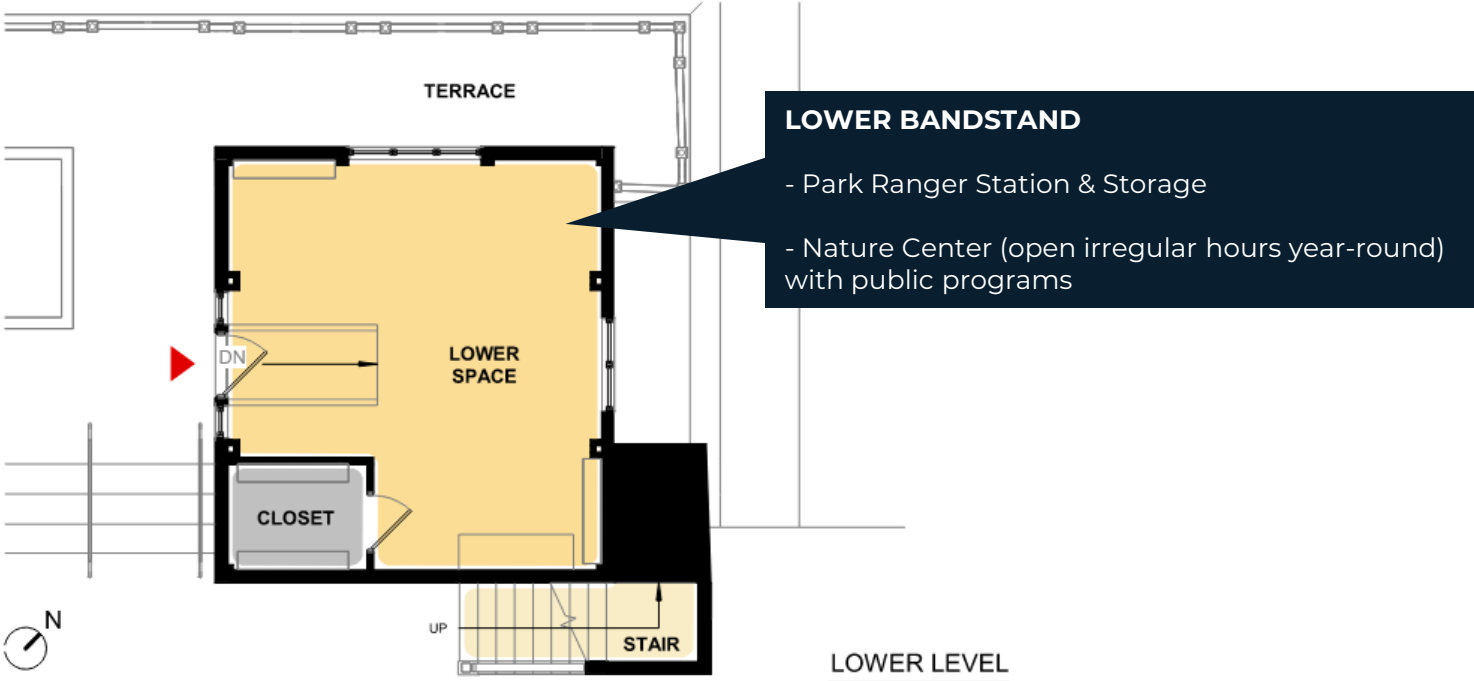 TERRACE
LOWER BANDSTAND
- Park Ranger Station & Storage
- Nature Center (open irregular hours year-round)
with public programs
DN
LOWER
SPACE
CLOSET
N
UP
STAIR
LOWER LEVEL